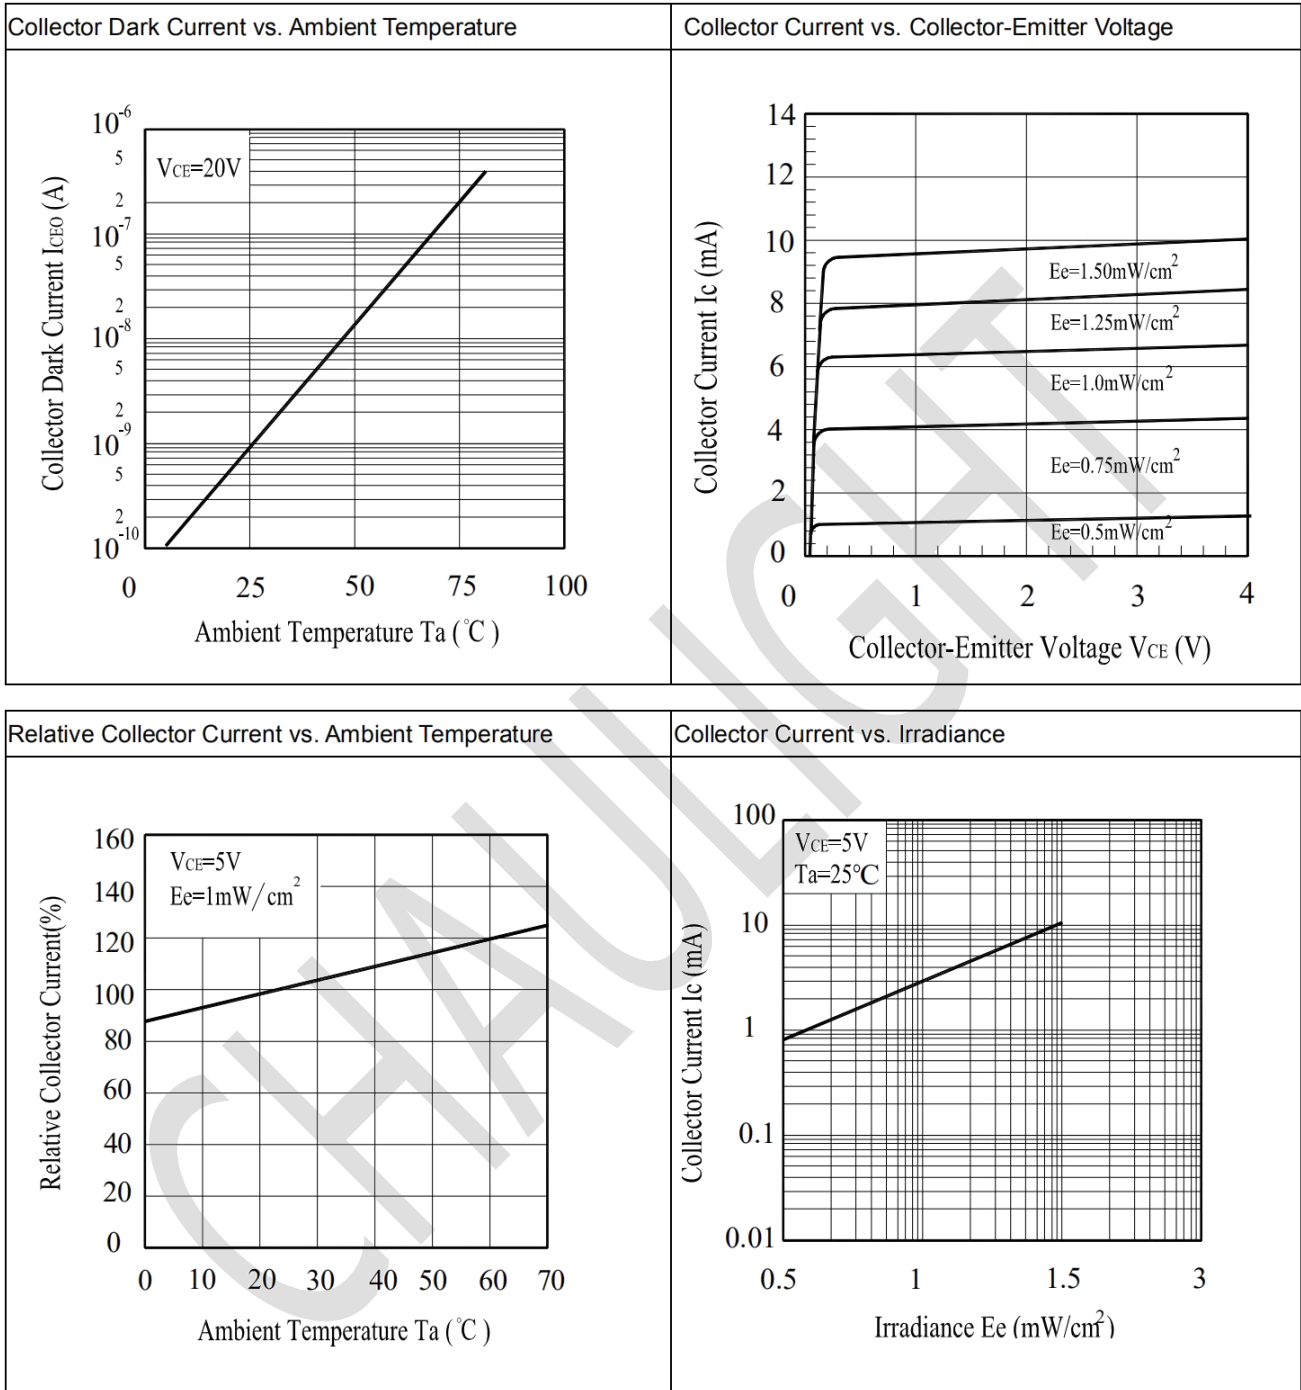 Collector Dark Current vs. Ambient Temperature
10⁻⁶
5
2
10⁻⁷
5
2
10⁻⁸
5
2
10⁻⁹
5
2
10⁻¹⁰
VCE=20V
Collector Dark Current ICEO (A)
0 25 50 75 100
Ambient Temperature Ta (°C)
Collector Current vs. Collector-Emitter Voltage
14
12
10
8
6
4
2
0
Collector Current Ic (mA)
Ee=1.50mW/cm²
Ee=1.25mW/cm²
Ee=1.0mW/cm²
Ee=0.75mW/cm²
Ee=0.5mW/cm²
0 1 2 3 4
Collector-Emitter Voltage VCE (V)
Relative Collector Current vs. Ambient Temperature
160
140
120
100
80
60
40
20
0
VCE=5V
Ee=1mW/cm²
Relative Collector Current(%)
0 10 20 30 40 50 60 70
Ambient Temperature Ta (°C)
Collector Current vs. Irradiance
100
10
1
0.1
0.01
VCE=5V
Ta=25°C
Collector Current Ic (mA)
0.5 1 1.5 3
Irradiance Ee (mW/cm²)
CHAULIGHT